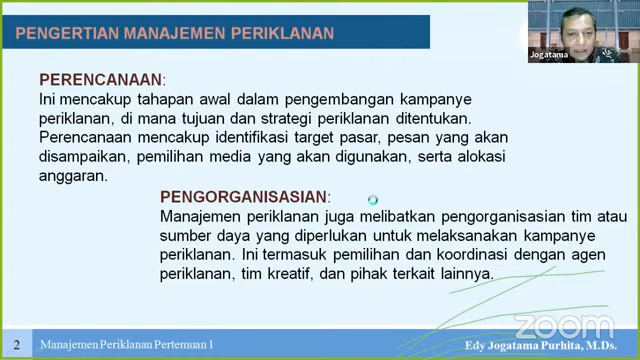 PENGERTIAN MANAJEMEN PERIKLANAN
Jogatama
PERENCANAAN:
Ini mencakup tahapan awal dalam pengembangan kampanye
periklanan, di mana tujuan dan strategi periklanan ditentukan.
Perencanaan mencakup identifikasi target pasar, pesan yang akan
disampaikan, pemilihan media yang akan digunakan, serta alokasi
anggaran.
PENGORGANISASIAN:
Manajemen periklanan juga melibatkan pengorganisasian tim atau
sumber daya yang diperlukan untuk melaksanakan kampanye
periklanan. Ini termasuk pemilihan dan koordinasi dengan agen
periklanan, tim kreatif, dan pihak terkait lainnya.
zoom
2 Manajemen Periklanan Pertemuan 1 Edy Jogatama Purhita, M.Ds.